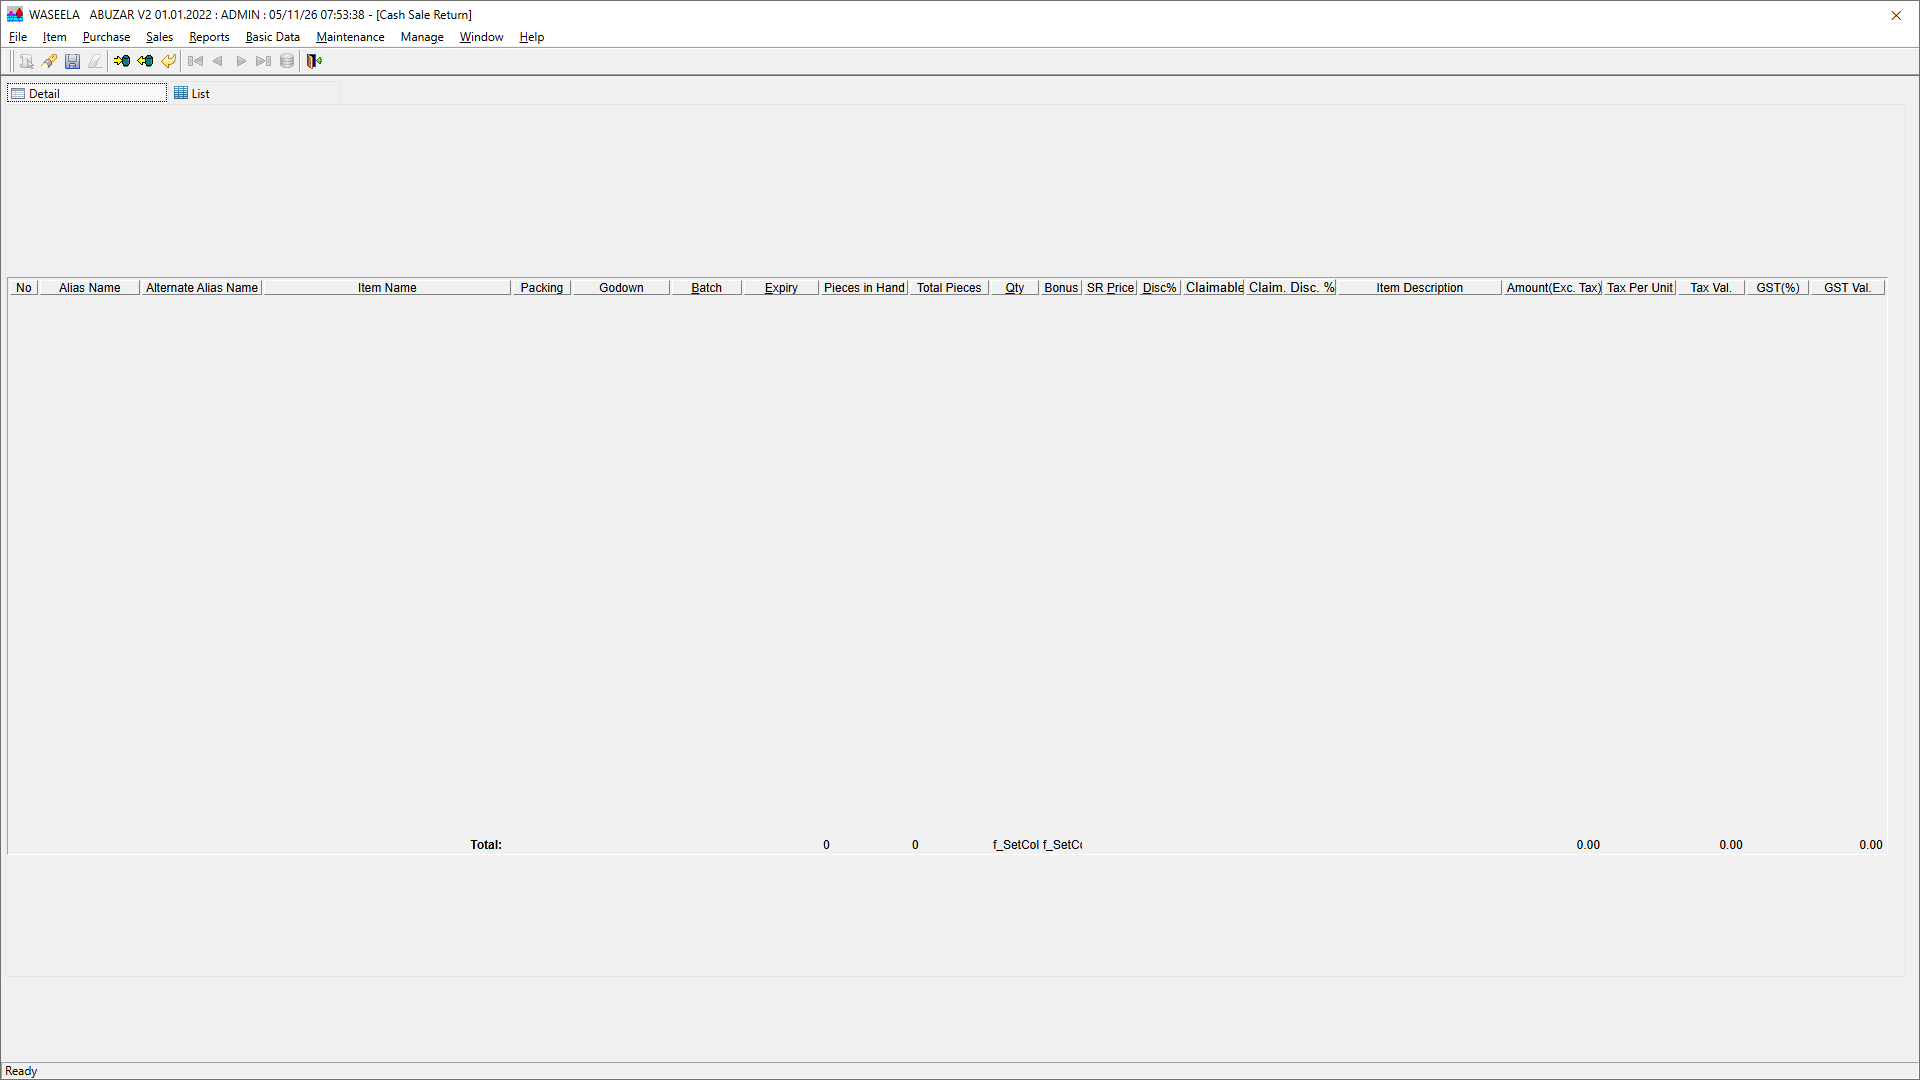 WASEELA   ABUZAR V2 01.01.2022 : ADMIN : 05/11/26 07:53:38 - [Cash Sale Return]
File Item Purchase Sales Reports Basic Data Maintenance Manage Window Help
Detail List
No Alias Name Alternate Alias Name Item Name Packing Godown Batch Expiry Pieces in Hand Total Pieces Qty Bonus SR Price Disc% Claimable Claim. Disc. % Item Description Amount(Exc. Tax) Tax Per Unit Tax Val. GST(%) GST Val.
Total: 0 0 f_SetCol f_SetCo 0.00 0.00 0.00
Ready